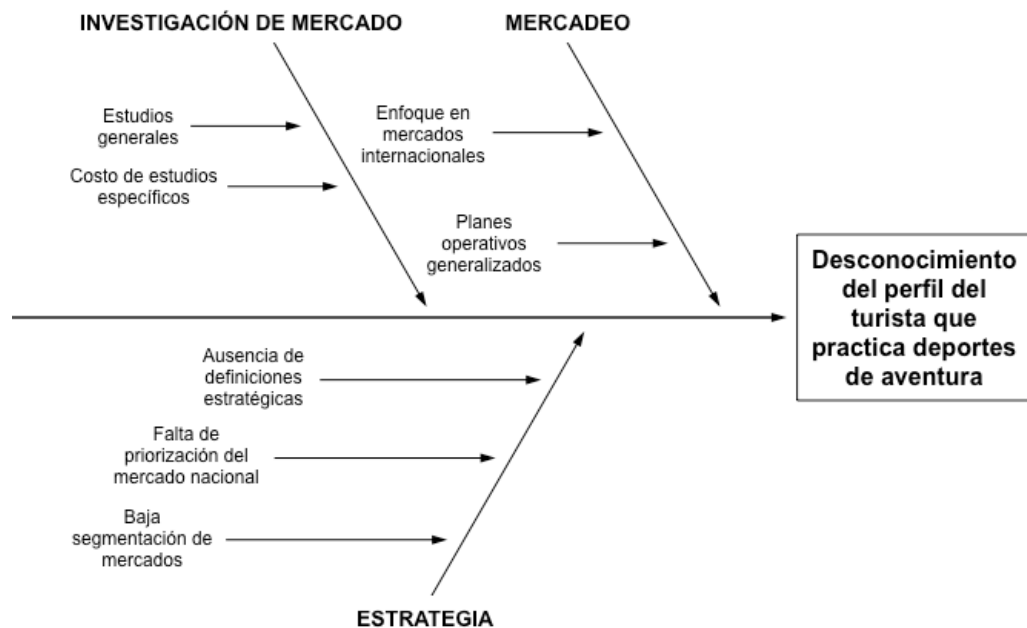 INVESTIGACIÓN DE MERCADO
MERCADEO
Estudios
generales
Costo de estudios
específicos
Enfoque en
mercados
internacionales
Planes
operativos
generalizados
Desconocimiento
del perfil del
turista que
practica deportes
de aventura
Ausencia de
definiciones
estratégicas
Falta de
priorización del
mercado nacional
Baja
segmentación de
mercados
ESTRATEGIA